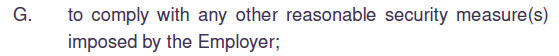 G. to comply with any other reasonable security measure(s)
imposed by the Employer;